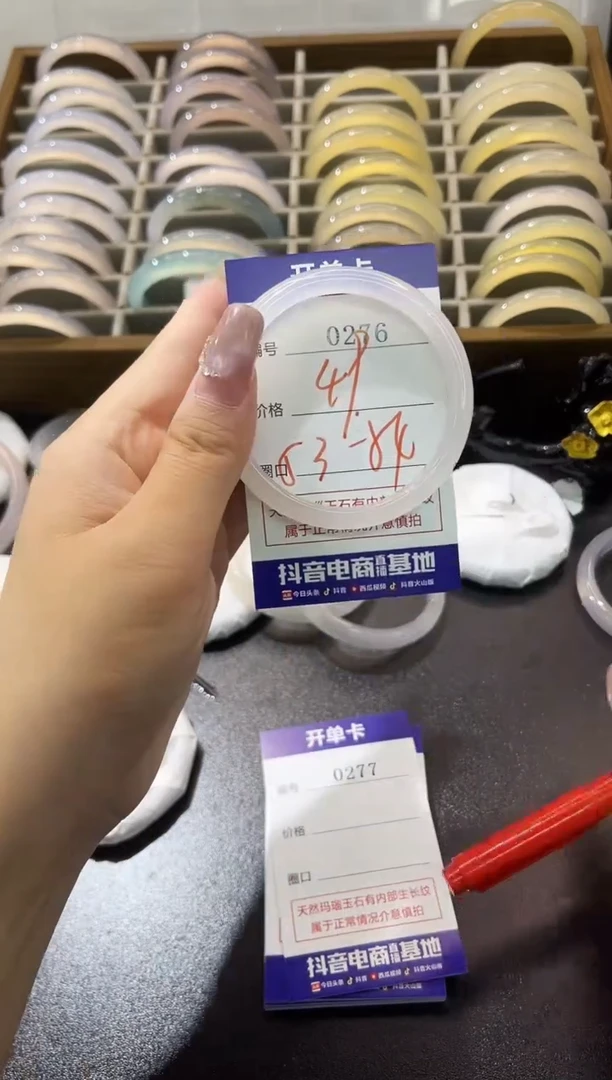 开单卡
编号 0276
价格 41
圈口 53-54
属于正常情况介意慎拍
抖音电商直播基地
今日头条 抖音 西瓜视频 抖音火山版
开单卡
编号 0277
价格
圈口
天然玛瑙玉石有内部生长纹
属于正常情况介意慎拍
抖音电商直播基地
今日头条 抖音 西瓜视频 抖音火山版